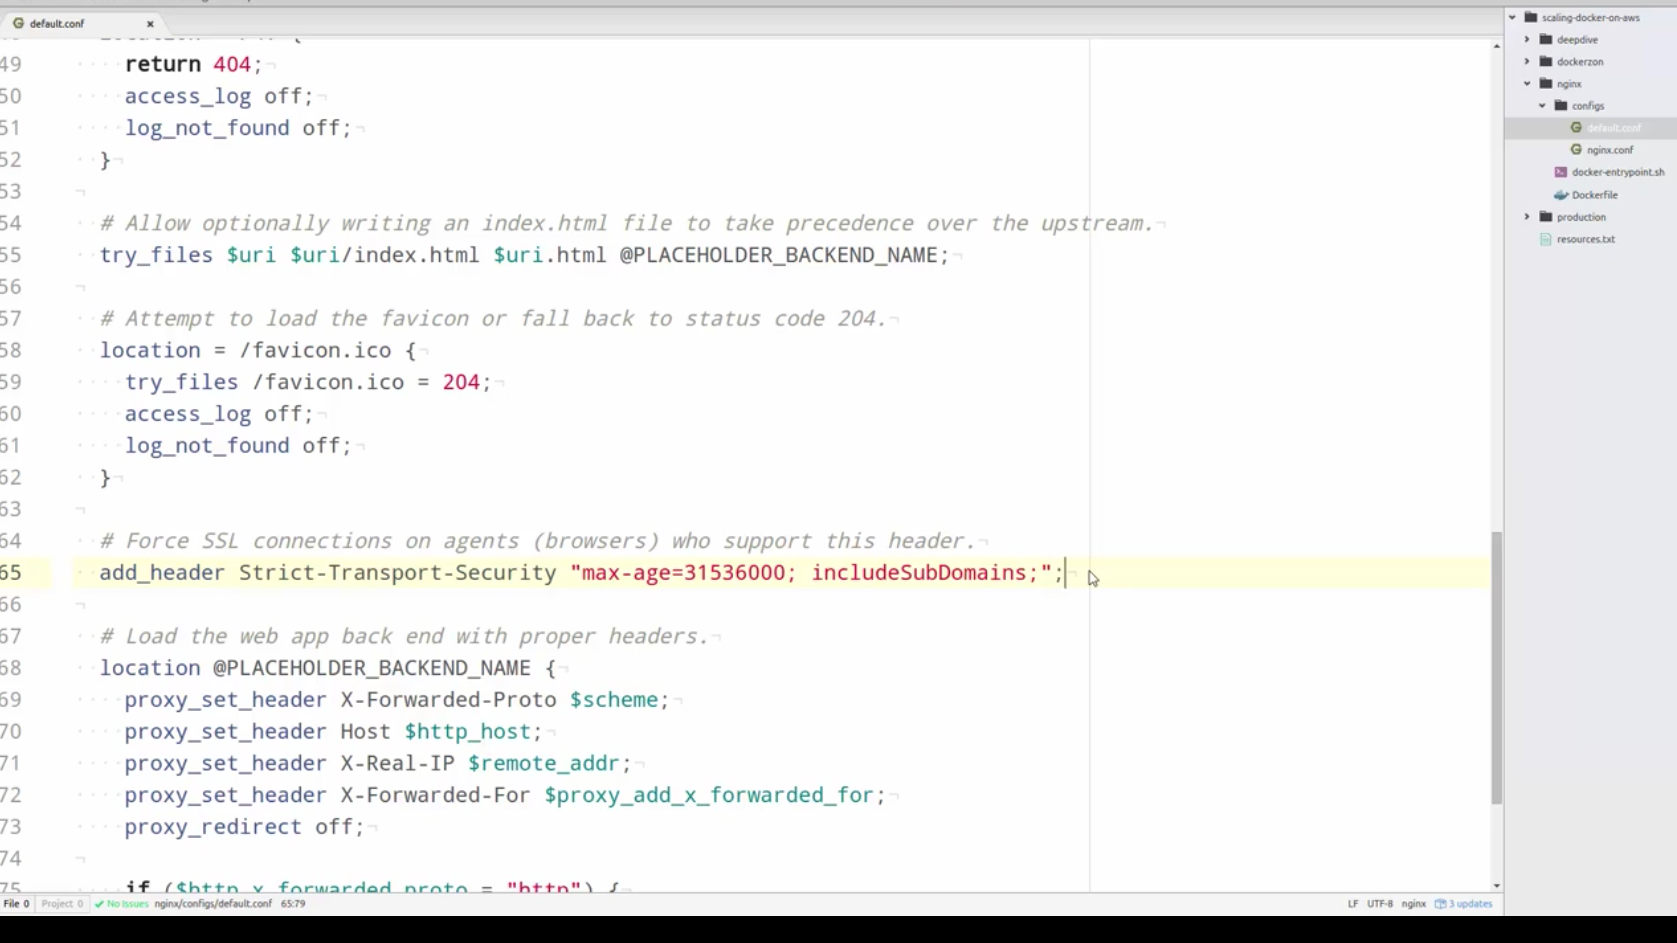 default.conf
49 return 404;
50 access_log off;
51 log_not_found off;
52 }
53
54 # Allow optionally writing an index.html file to take precedence over the upstream.
55 try_files $uri $uri/index.html $uri.html @PLACEHOLDER_BACKEND_NAME;
56
57 # Attempt to load the favicon or fall back to status code 204.
58 location = /favicon.ico {
59 try_files /favicon.ico = 204;
60 access_log off;
61 log_not_found off;
62 }
63
64 # Force SSL connections on agents (browsers) who support this header.
65 add_header Strict-Transport-Security "max-age=31536000; includeSubDomains;";
66
67 # Load the web app back end with proper headers.
68 location @PLACEHOLDER_BACKEND_NAME {
69 proxy_set_header X-Forwarded-Proto $scheme;
70 proxy_set_header Host $http_host;
71 proxy_set_header X-Real-IP $remote_addr;
72 proxy_set_header X-Forwarded-For $proxy_add_x_forwarded_for;
73 proxy_redirect off;
74
75 if ($http_x_forwarded_proto = "http") {
File 0 Project 0 No Issues nginx/configs/default.conf 65:79 LF UTF-8 nginx 3 updates
scaling-docker-on-aws
deepdive
dockerzon
nginx
configs
default.conf
nginx.conf
docker-entrypoint.sh
Dockerfile
production
resources.txt